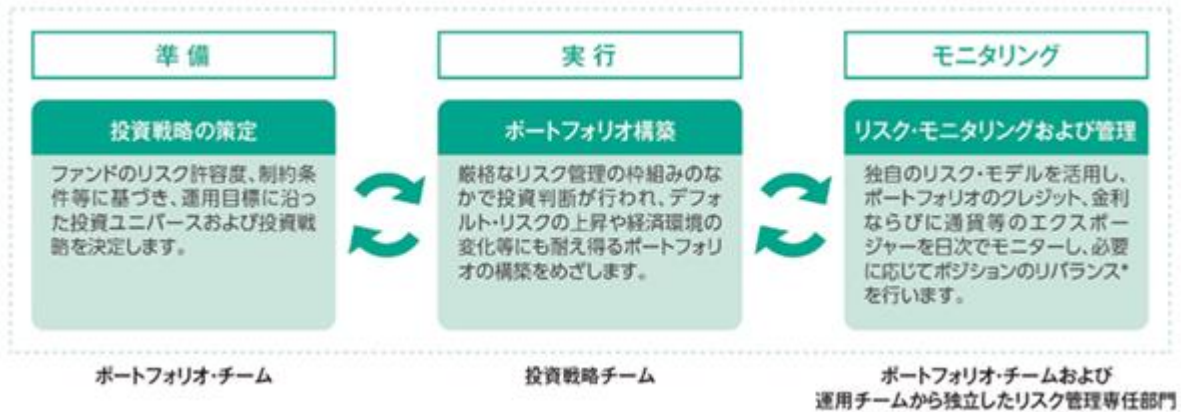 準備
投資戦略の策定
ファンドのリスク許容度、制約条
件等に基づき、運用目標に沿っ
た投資ユニバースおよび投資戦
略を決定します。
ポートフォリオ・チーム
実行
ポートフォリオ構築
厳格なリスク管理の枠組みのな
かで投資判断が行われ、デフォ
ルト・リスクの上昇や経済環境の
変化等にも耐え得るポートフォリ
オの構築をめざします。
投資戦略チーム
モニタリング
リスク・モニタリングおよび管理
独自のリスク・モデルを活用し、
ポートフォリオのクレジット、金利
ならびに通貨等のエクスポー
ジャーを日次でモニターし、必要
に応じてポジションのリバランス*
を行います。
ポートフォリオ・チームおよび
運用チームから独立したリスク管理専任部門